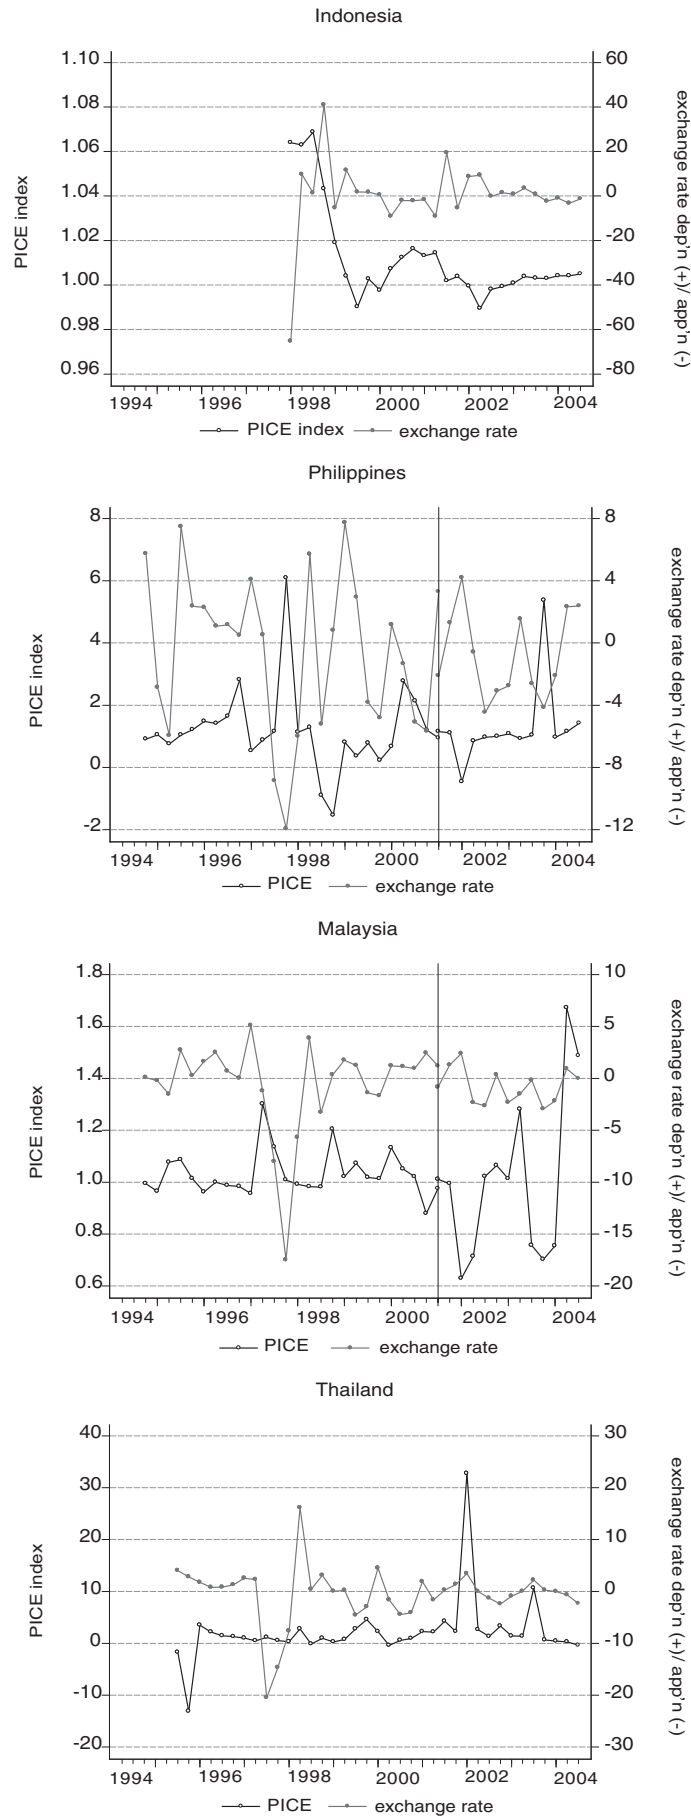 Indonesia
1.10 60
1.08 40
1.06 20
1.04 0
1.02 -20
1.00 -40
0.98 -60
0.96 -80
PICE index
exchange rate dep'n (+)/ app'n (-)
1994 1996 1998 2000 2002 2004
PICE index exchange rate
Philippines
8 8
6 4
4 0
2 -4
0 -8
-2 -12
PICE index
exchange rate dep'n (+)/ app'n (-)
1994 1996 1998 2000 2002 2004
PICE exchange rate
Malaysia
1.8 10
1.6 5
1.4 0
1.2 -5
1.0 -10
0.8 -15
0.6 -20
PICE index
exchange rate dep'n (+)/ app'n (-)
1994 1996 1998 2000 2002 2004
PICE exchange rate
Thailand
40 30
30 20
20 10
10 0
0 -10
-10 -20
-20 -30
PICE index
exchange rate dep'n (+)/ app'n (-)
1994 1996 1998 2000 2002 2004
PICE exchange rate